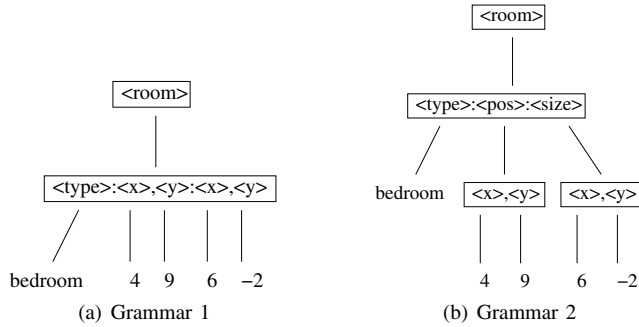 <room>
<type>:<x>,<y>:<x>,<y>
bedroom 4 9 6 −2
(a) Grammar 1
<room>
<type>:<pos>:<size>
bedroom <x>,<y> <x>,<y>
4 9 6 −2
(b) Grammar 2